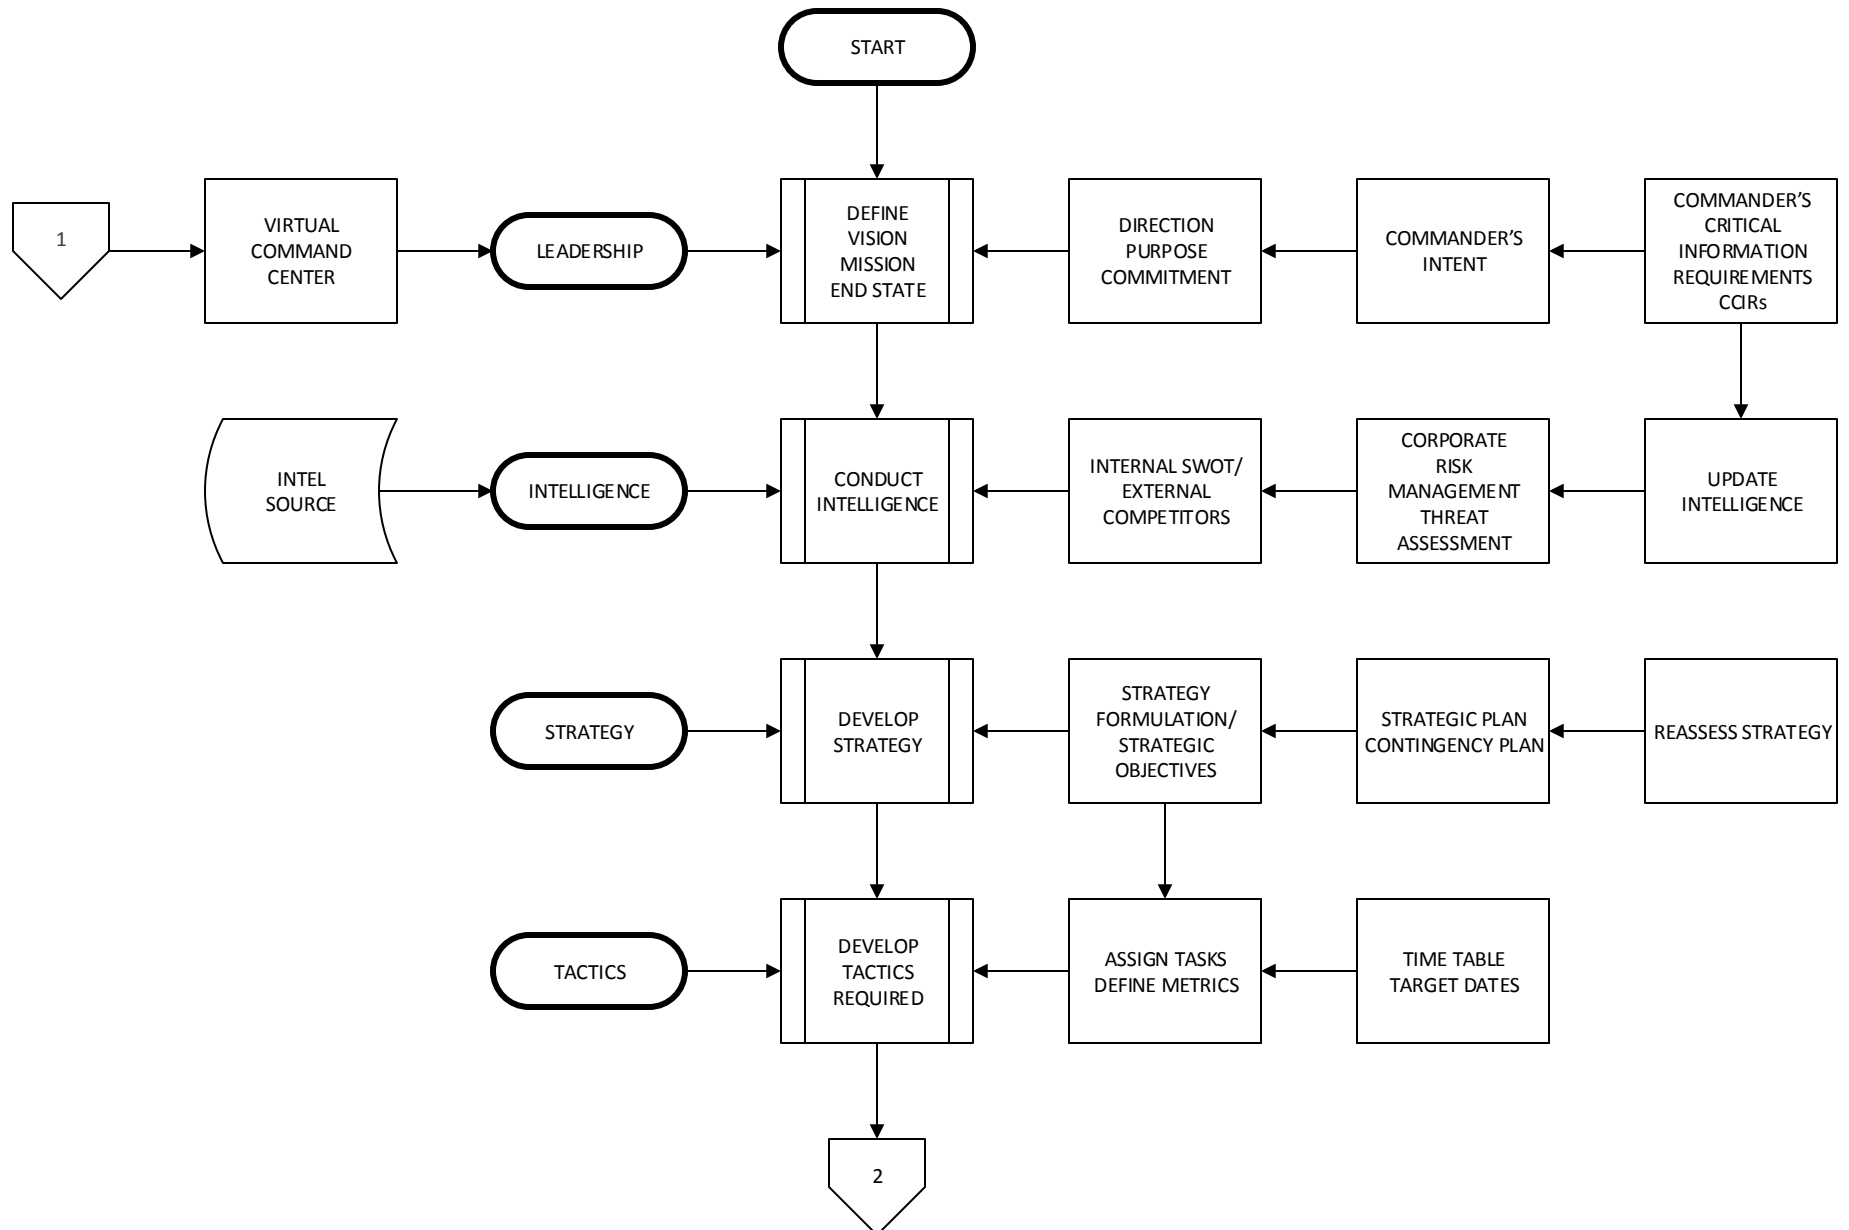 START
1
VIRTUAL
COMMAND
CENTER
LEADERSHIP
DEFINE
VISION
MISSION
END STATE
DIRECTION
PURPOSE
COMMITMENT
COMMANDER’S
INTENT
COMMANDER’S
CRITICAL
INFORMATION
REQUIREMENTS
CCIRs
INTEL
SOURCE
INTELLIGENCE
CONDUCT
INTELLIGENCE
INTERNAL SWOT/
EXTERNAL
COMPETITORS
CORPORATE
RISK
MANAGEMENT
THREAT
ASSESSMENT
UPDATE
INTELLIGENCE
STRATEGY
DEVELOP
STRATEGY
STRATEGY
FORMULATION/
STRATEGIC
OBJECTIVES
STRATEGIC PLAN
CONTINGENCY PLAN
REASSESS STRATEGY
TACTICS
DEVELOP
TACTICS
REQUIRED
ASSIGN TASKS
DEFINE METRICS
TIME TABLE
TARGET DATES
2